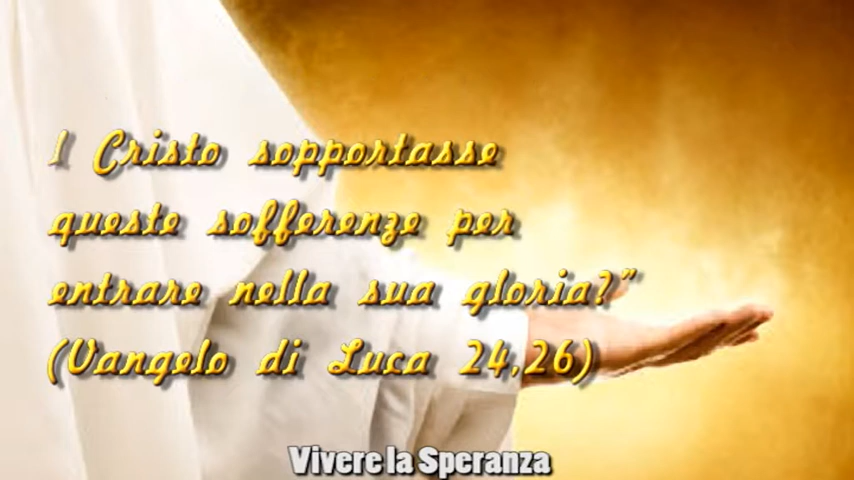 l Cristo sopportasse
queste sofferenze per
entrare nella sua gloria?"
(Vangelo di Luca 24,26)
Vivere la Speranza